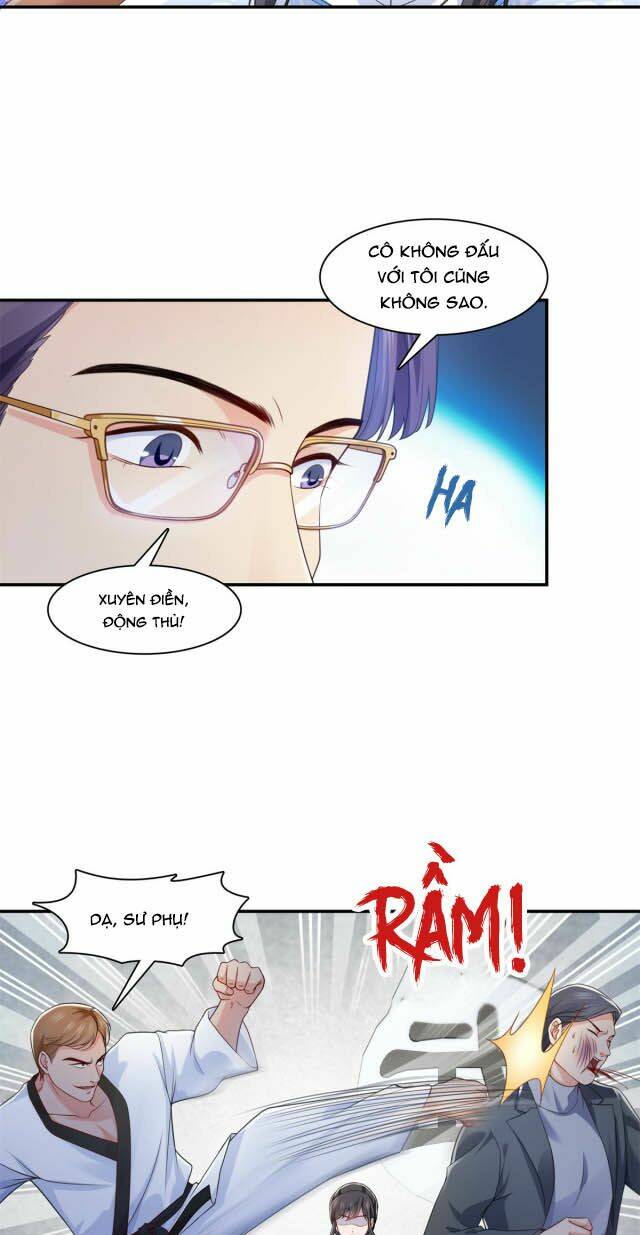 CÔ KHÔNG ĐẤU
VỚI TÔI CŨNG
KHÔNG SAO.
HA
XUYÊN ĐIỀN,
ĐỘNG THỦ!
DẠ, SƯ PHỤ!
RẦM!